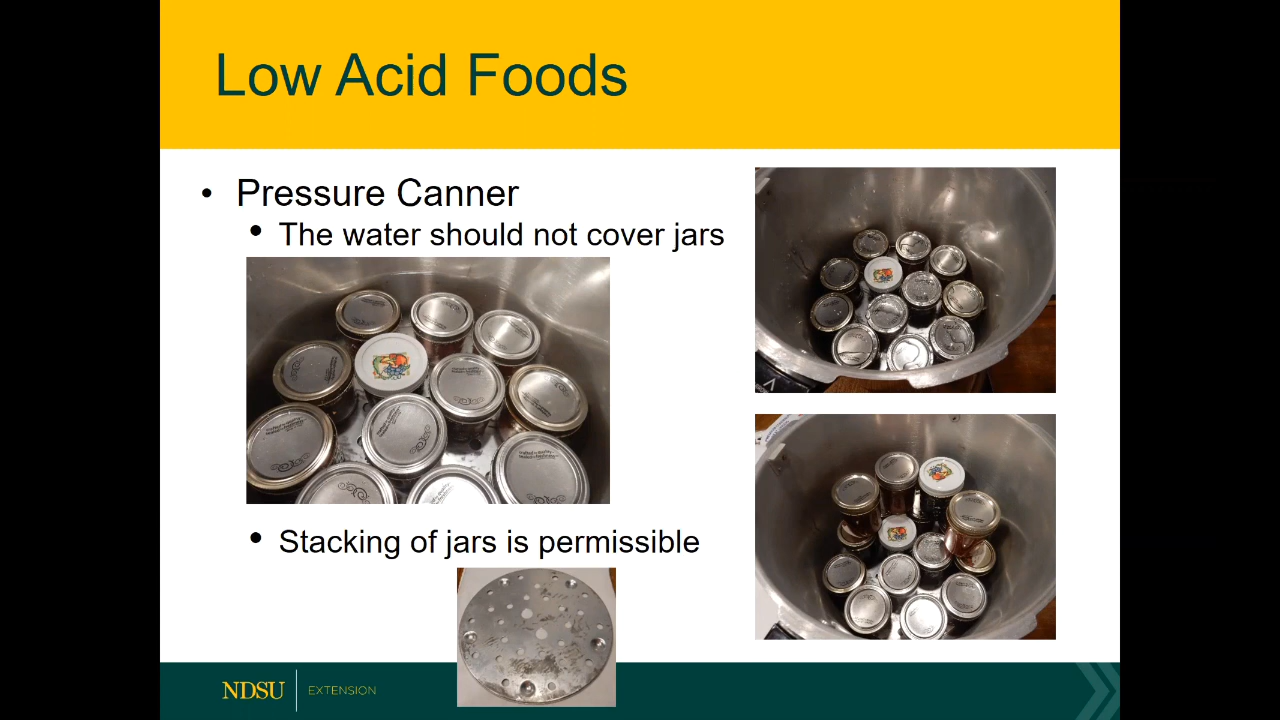 Low Acid Foods
• Pressure Canner
• The water should not cover jars
• Stacking of jars is permissible
NDSU EXTENSION